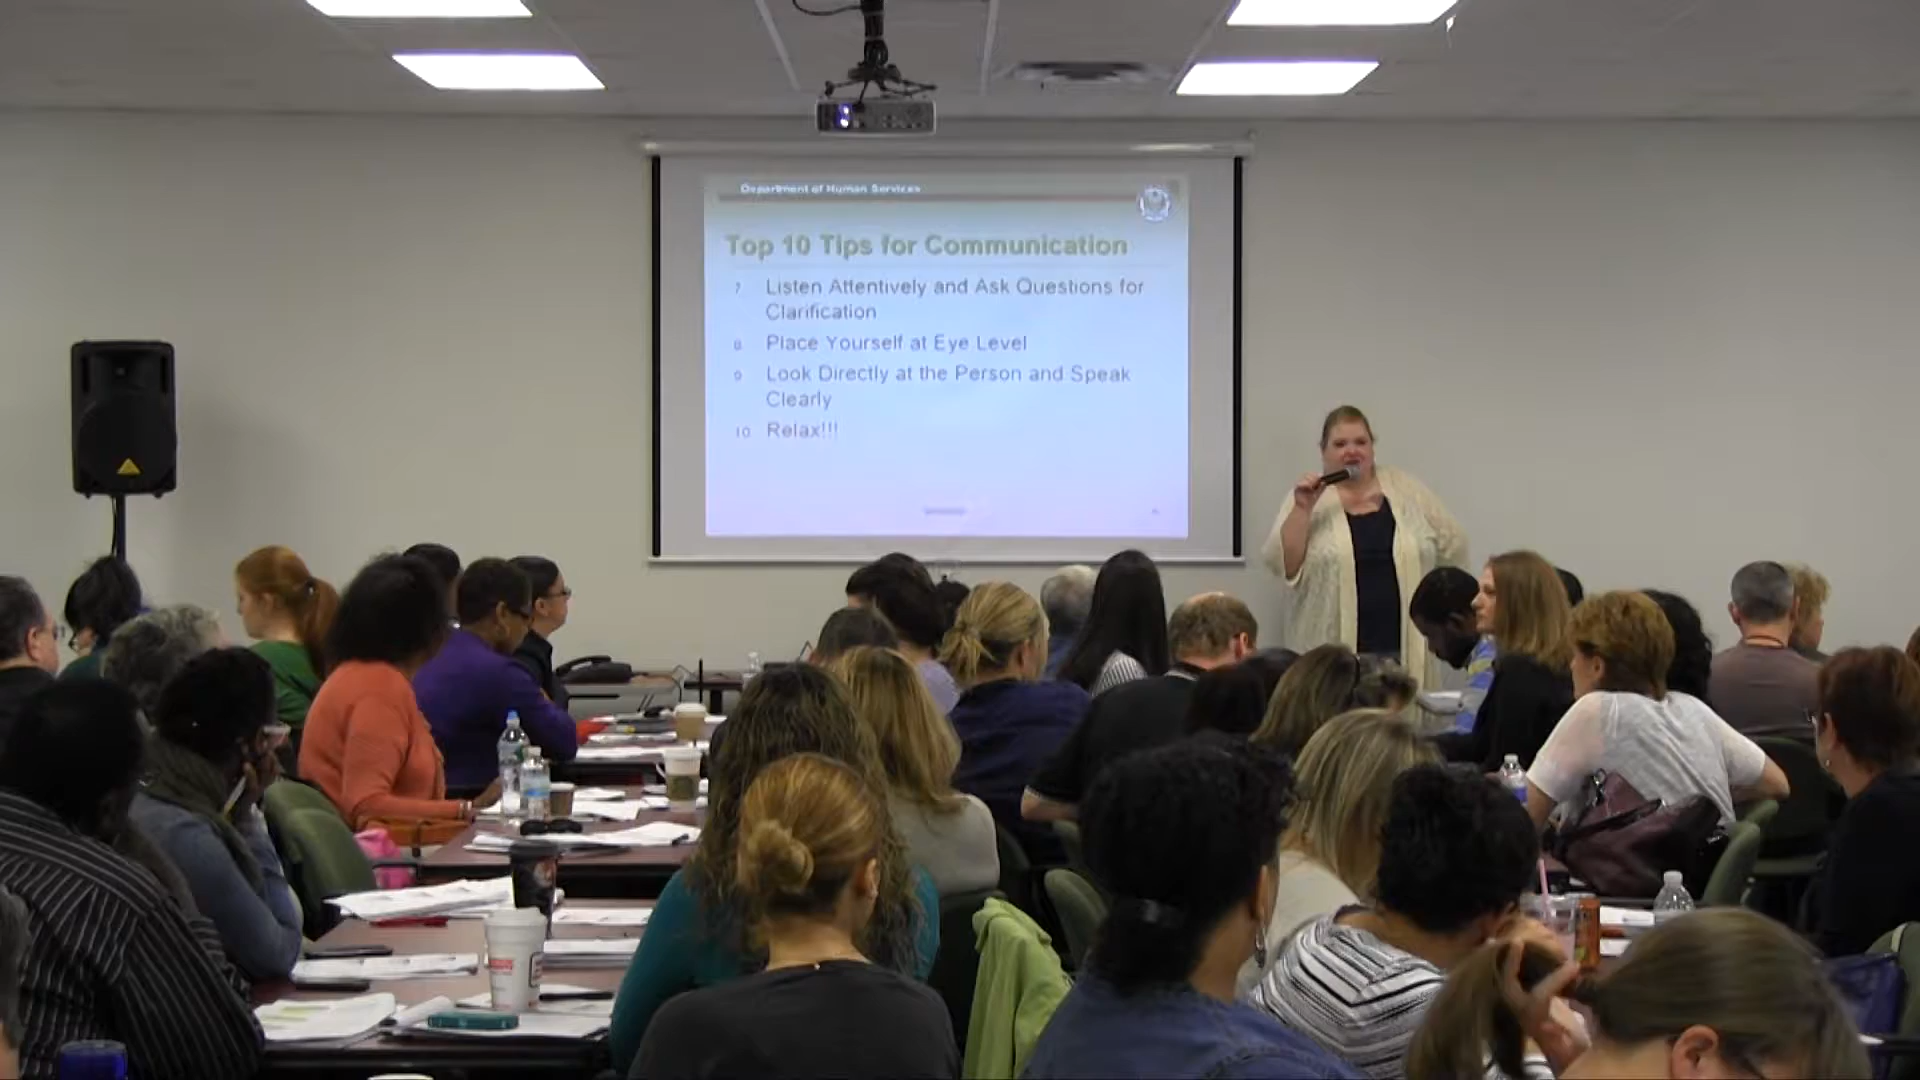 Department of Human Services
Top 10 Tips for Communication
7 Listen Attentively and Ask Questions for
Clarification
8 Place Yourself at Eye Level
9 Look Directly at the Person and Speak
Clearly
10 Relax!!!